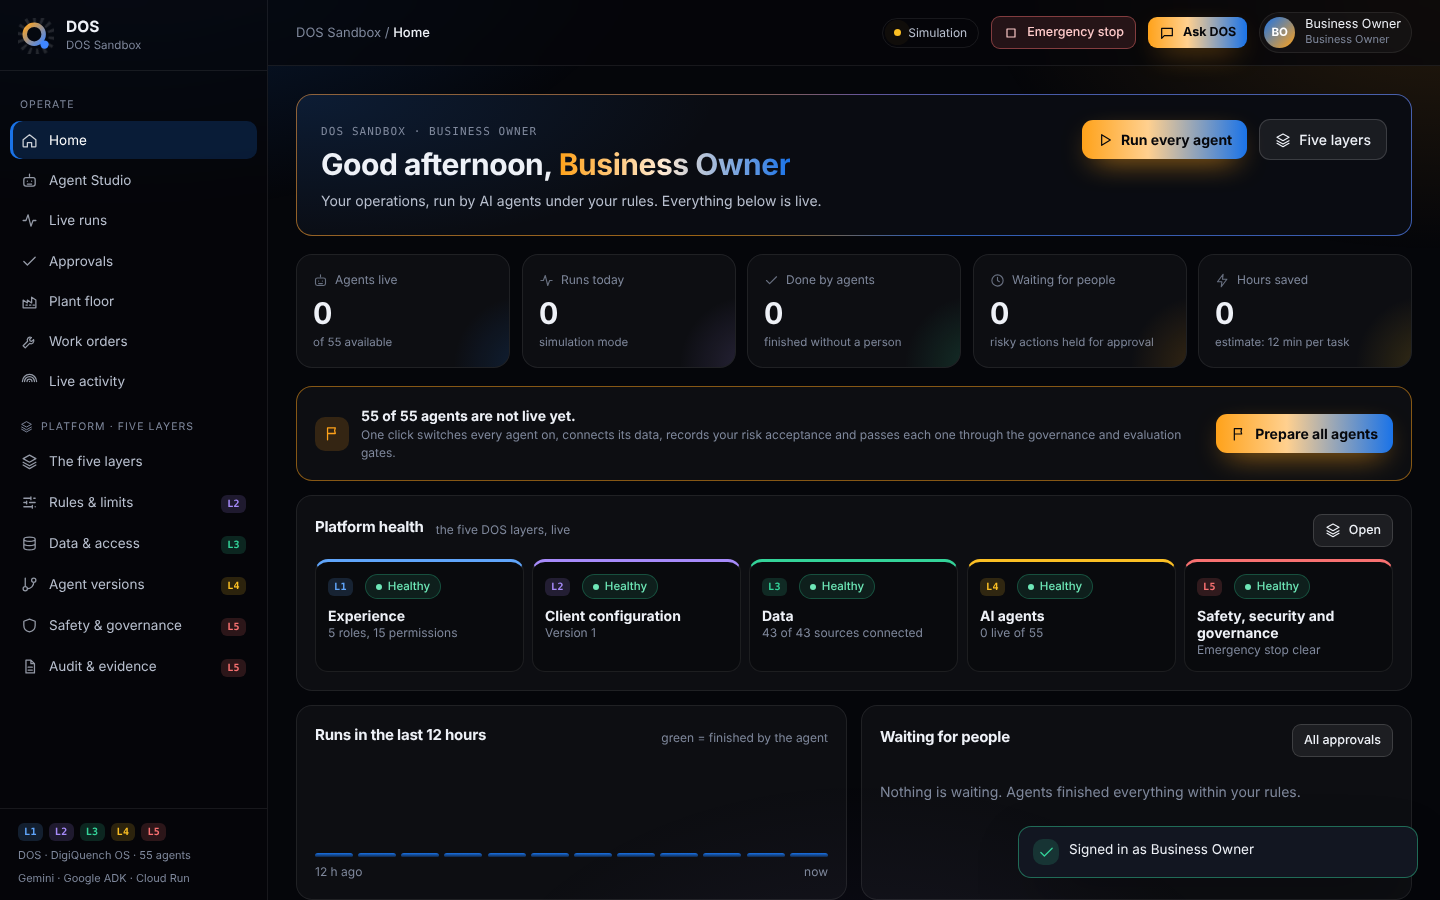 DOS
DOS Sandbox
OPERATE
Home
Agent Studio
Live runs
Approvals
Plant floor
Work orders
Live activity
PLATFORM · FIVE LAYERS
The five layers
Rules & limits L2
Data & access L3
Agent versions L4
Safety & governance L5
Audit & evidence L5
L1 L2 L3 L4 L5
DOS · DigiQuench OS · 55 agents
Gemini · Google ADK · Cloud Run
DOS Sandbox / Home
Simulation
Emergency stop
Ask DOS
BO
Business Owner
Business Owner
DOS SANDBOX · BUSINESS OWNER
Good afternoon, Business Owner
Your operations, run by AI agents under your rules. Everything below is live.
Run every agent
Five layers
Agents live
0
of 55 available
Runs today
0
simulation mode
Done by agents
0
finished without a person
Waiting for people
0
risky actions held for approval
Hours saved
0
estimate: 12 min per task
55 of 55 agents are not live yet.
One click switches every agent on, connects its data, records your risk acceptance and passes each one through the governance and evaluation
gates.
Prepare all agents
Platform health the five DOS layers, live
Open
L1 Healthy
Experience
5 roles, 15 permissions
L2 Healthy
Client configuration
Version 1
L3 Healthy
Data
43 of 43 sources connected
L4 Healthy
AI agents
0 live of 55
L5 Healthy
Safety, security and
governance
Emergency stop clear
Runs in the last 12 hours
green = finished by the agent
12 h ago
now
Waiting for people
All approvals
Nothing is waiting. Agents finished everything within your rules.
Signed in as Business Owner